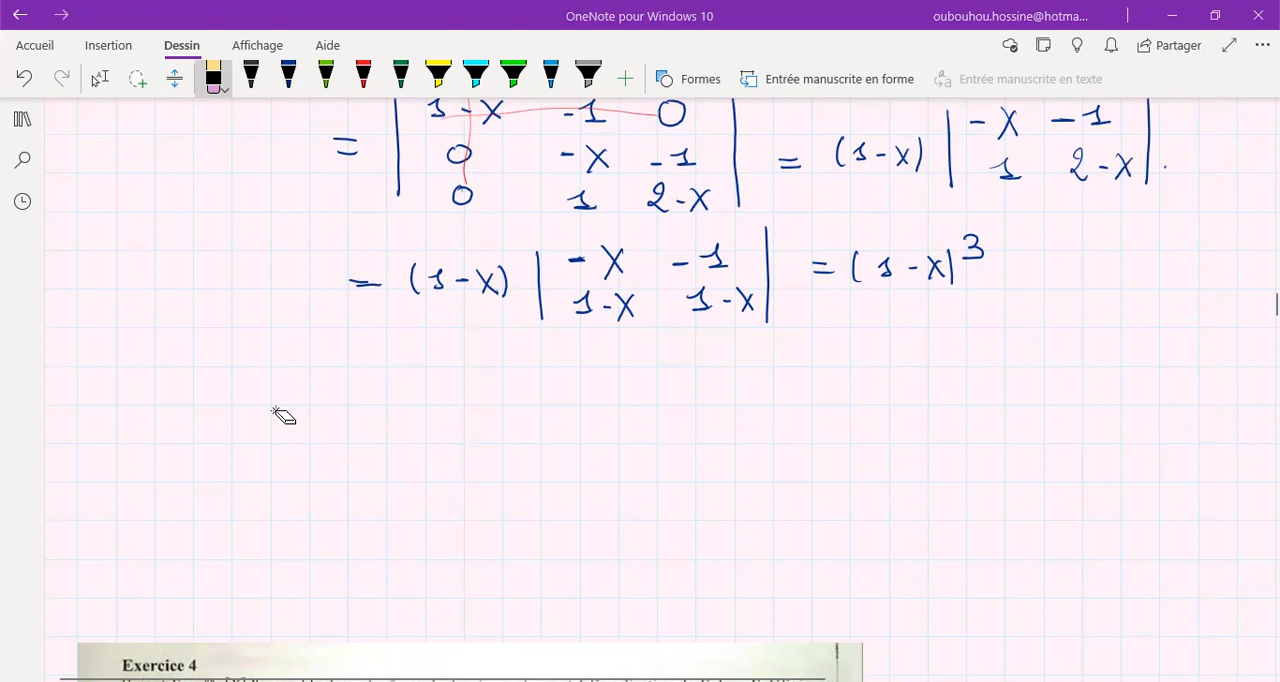 OneNote pour Windows 10
oubouhou.hossine@hotma...
Accueil Insertion Dessin Affichage Aide
Partager
Formes Entrée manuscrite en forme Entrée manuscrite en texte
= | 1-X -1 0 | = (1-X) | -X -1 |
| 0 -X -1 | | 1 2-X | .
| 0 1 2-X |
= (1-X) | -X -1 | = (1-X)^3
| 1-X 1-X |
Exercice 4